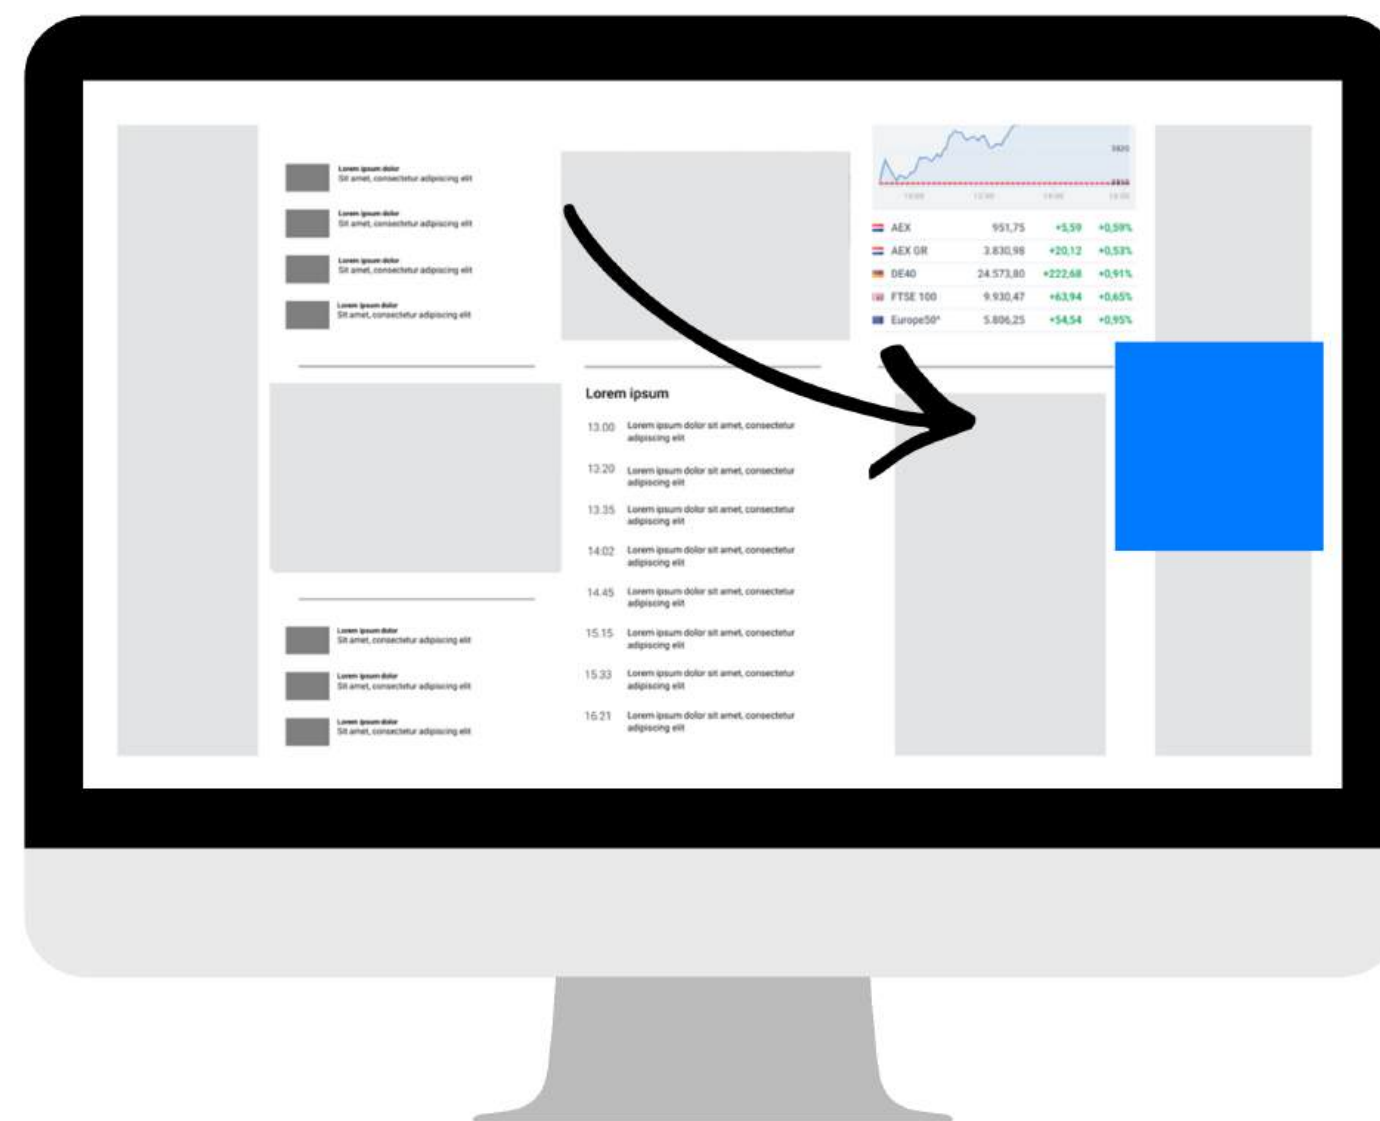 Lorem ipsum dolor
Sit amet, consectetur adipiscing elit
Lorem ipsum dolor
Sit amet, consectetur adipiscing elit
Lorem ipsum dolor
Sit amet, consectetur adipiscing elit
Lorem ipsum dolor
Sit amet, consectetur adipiscing elit
Lorem ipsum dolor
Sit amet, consectetur adipiscing elit
Lorem ipsum dolor
Sit amet, consectetur adipiscing elit
Lorem ipsum dolor
Sit amet, consectetur adipiscing elit
Lorem ipsum
13.00 Lorem ipsum dolor sit amet, consectetur
adipiscing elit
13.20 Lorem ipsum dolor sit amet, consectetur
adipiscing elit
13.35 Lorem ipsum dolor sit amet, consectetur
adipiscing elit
14:02 Lorem ipsum dolor sit amet, consectetur
adipiscing elit
14.45 Lorem ipsum dolor sit amet, consectetur
adipiscing elit
15.15 Lorem ipsum dolor sit amet, consectetur
adipiscing elit
15.33 Lorem ipsum dolor sit amet, consectetur
adipiscing elit
16:21 Lorem ipsum dolor sit amet, consectetur
adipiscing elit
AEX 951,75 +5,59 +0,59%
AEX GR 3.830,98 +20,12 +0,53%
DE40 24.573,80 +222,68 +0,91%
FTSE 100 9.930,47 +63,94 +0,65%
Europe50^ 5.806,25 +54,54 +0,95%